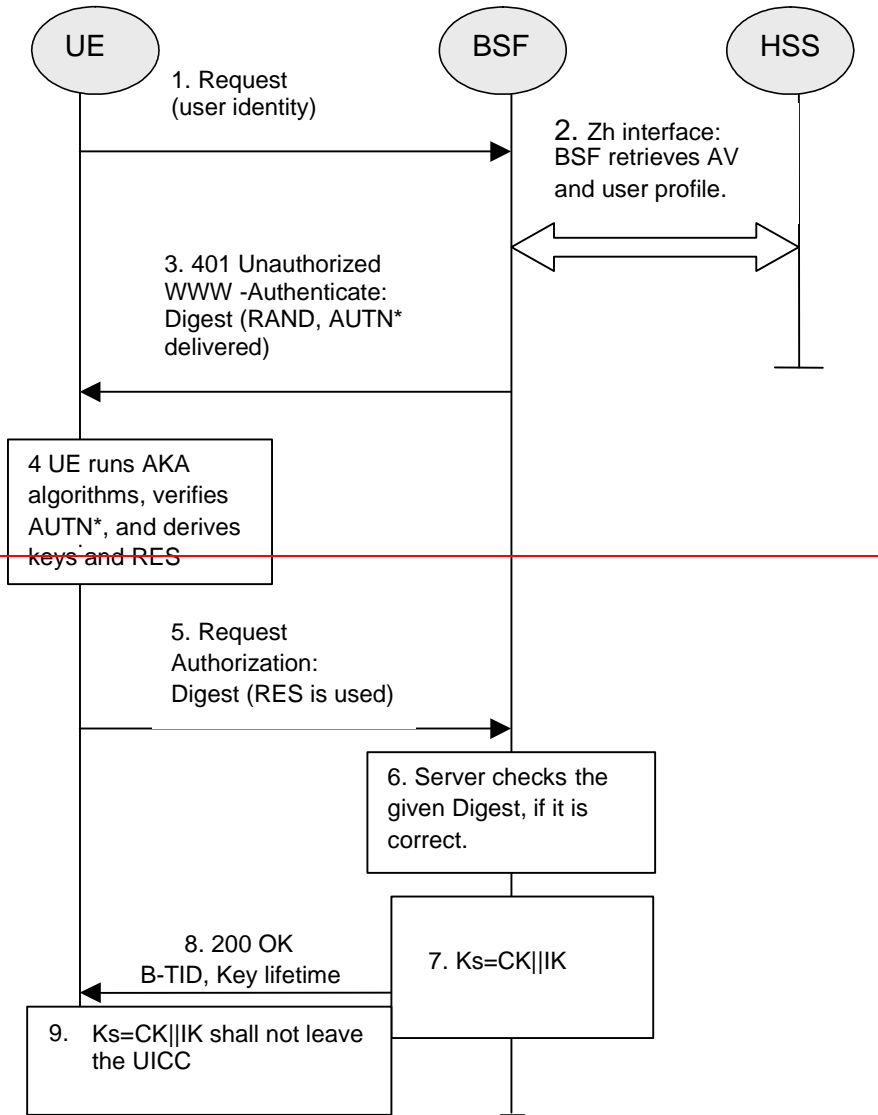 UE
BSF
HSS
1. Request
(user identity)
2. Zh interface:
BSF retrieves AV
and user profile.
3. 401 Unauthorized
WWW -Authenticate:
Digest (RAND, AUTN*
delivered)
4 UE runs AKA
algorithms, verifies
AUTN*, and derives
keys and RES
5. Request
Authorization:
Digest (RES is used)
6. Server checks the
given Digest, if it is
correct.
7. Ks=CK||IK
8. 200 OK
B-TID, Key lifetime
9. Ks=CK||IK shall not leave
the UICC